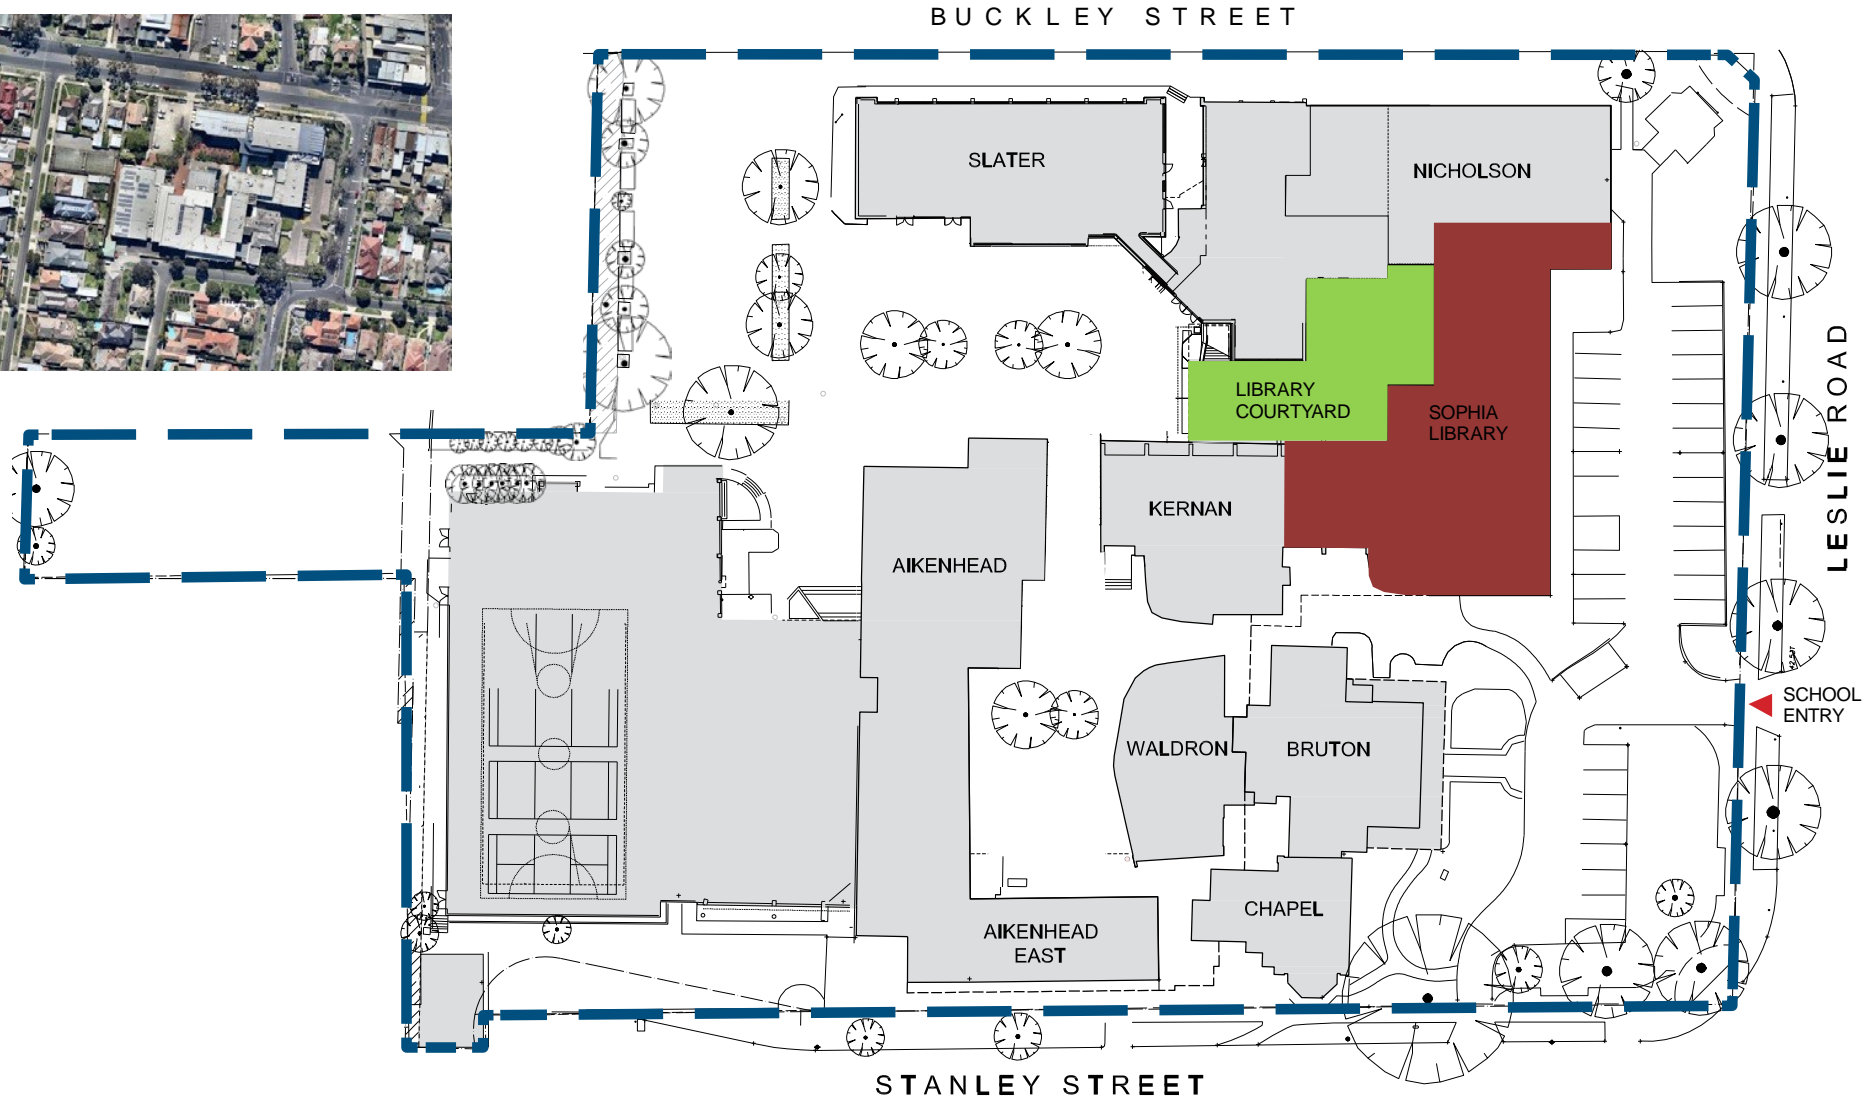 BUCKLEY STREET
SLATER
NICHOLSON
LIBRARY
COURTYARD
SOPHIA
LIBRARY
LESLIE ROAD
KERNAN
AIKENHEAD
SCHOOL
ENTRY
WALDRON
BRUTON
CHAPEL
AIKENHEAD
EAST
STANLEY STREET